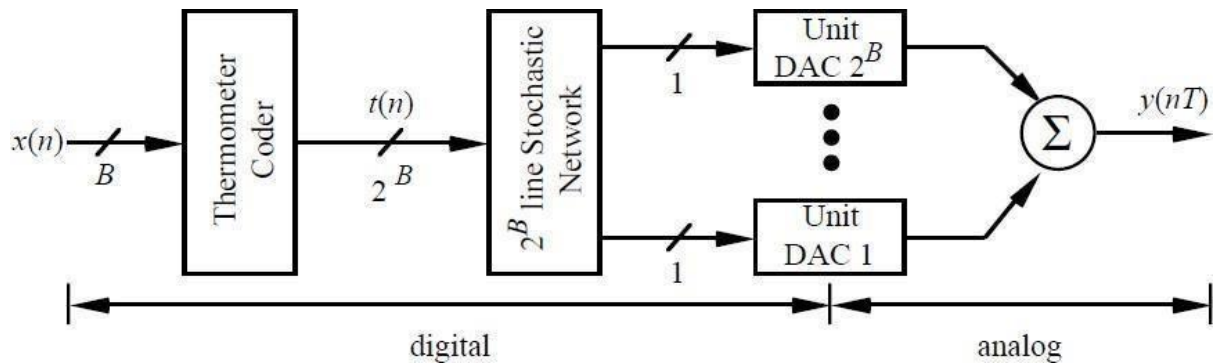 x(n)
B
Thermometer
Coder
t(n)
2^B
2^B line Stochastic
Network
1
1
Unit
DAC 2^B
Unit
DAC 1
Σ
y(nT)
digital
analog